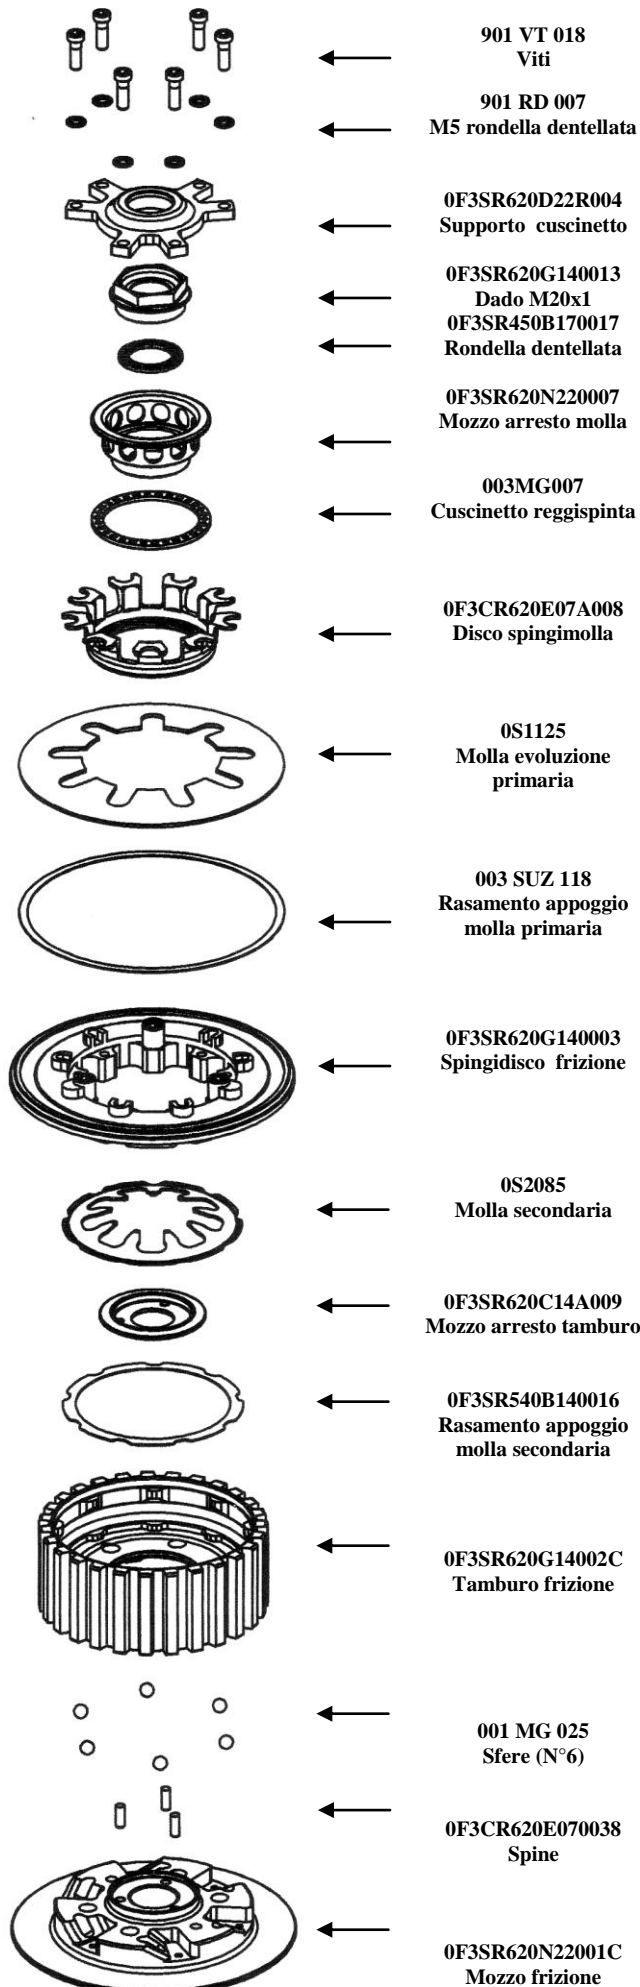 901 VT 018
Viti
901 RD 007
M5 rondella dentellata
0F3SR620D22R004
Supporto cuscinetto
0F3SR620G140013
Dado M20x1
0F3SR450B170017
Rondella dentellata
0F3SR620N220007
Mozzo arresto molla
003MG007
Cuscinetto reggispinta
0F3CR620E07A008
Disco spingimolla
0S1125
Molla evoluzione
primaria
003 SUZ 118
Rasamento appoggio
molla primaria
0F3SR620G140003
Spingidisco frizione
0S2085
Molla secondaria
0F3SR620C14A009
Mozzo arresto tamburo
0F3SR540B140016
Rasamento appoggio
molla secondaria
0F3SR620G14002C
Tamburo frizione
001 MG 025
Sfere (N°6)
0F3CR620E070038
Spine
0F3SR620N22001C
Mozzo frizione